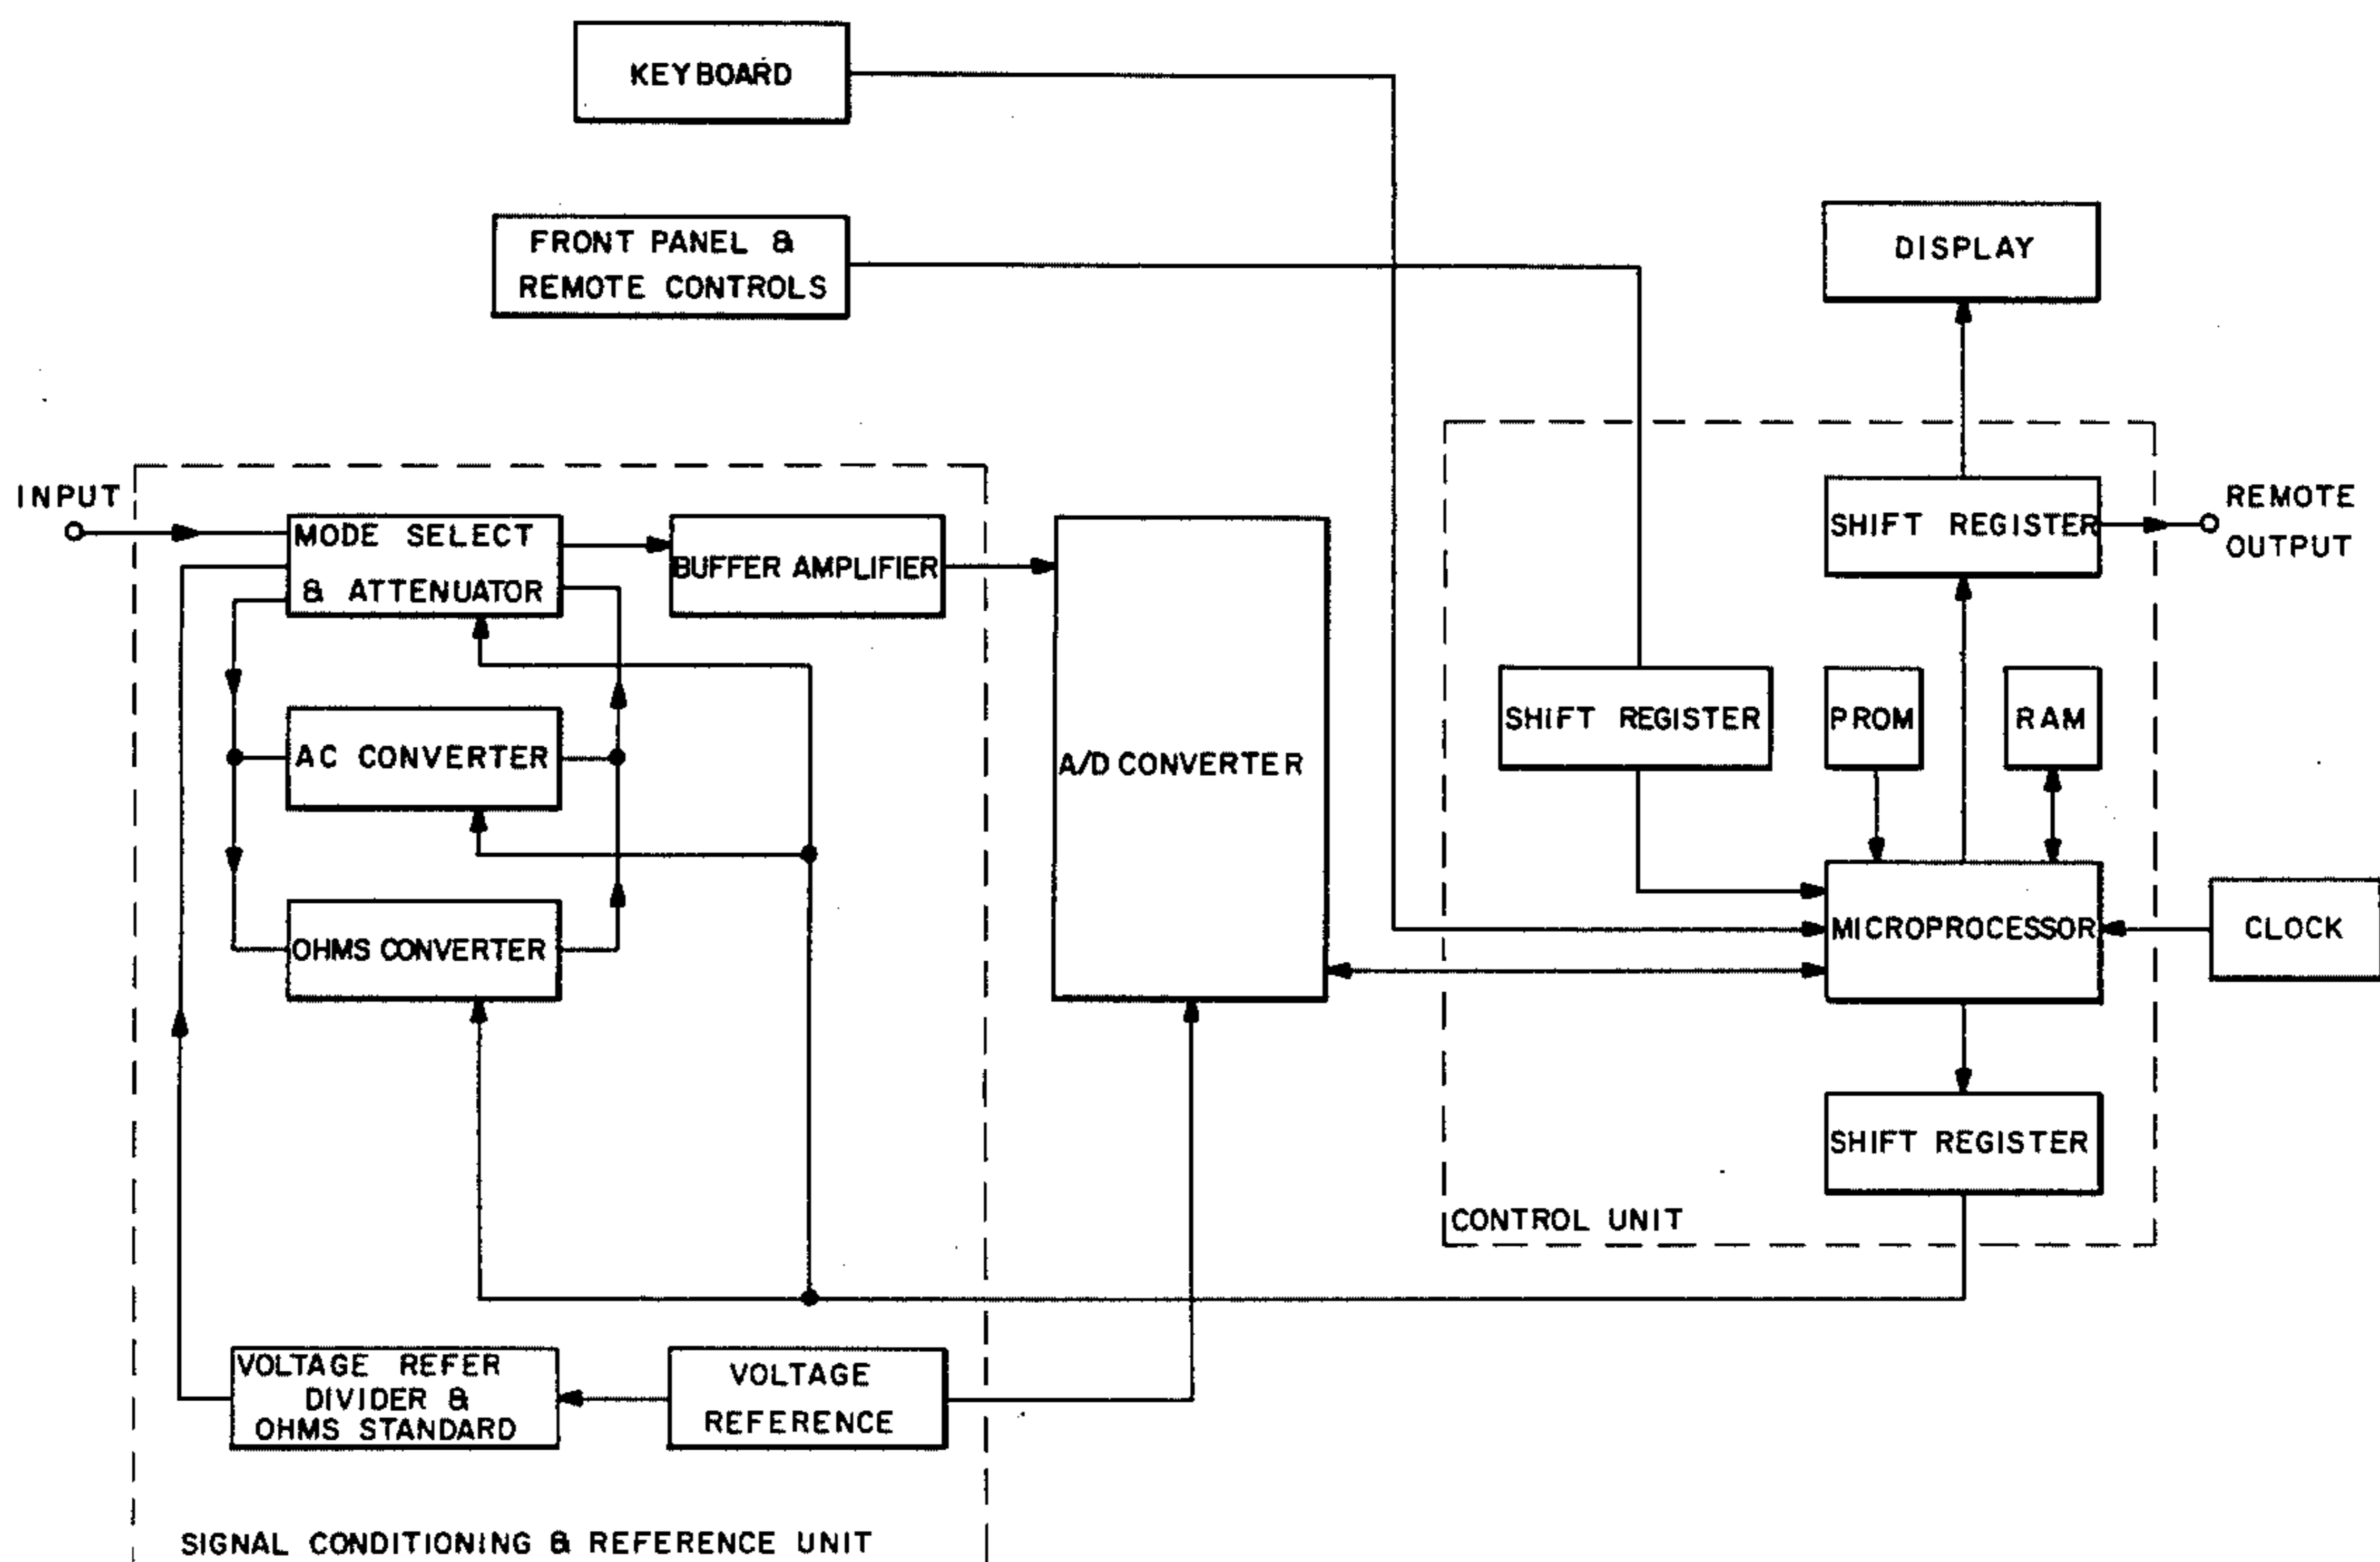 KEYBOARD
FRONT PANEL &
REMOTE CONTROLS
DISPLAY
INPUT
MODE SELECT
& ATTENUATOR
BUFFER AMPLIFIER
SHIFT REGISTER
REMOTE
OUTPUT
AC CONVERTER
A/D CONVERTER
SHIFT REGISTER
PROM
RAM
OHMS CONVERTER
MICROPROCESSOR
CLOCK
SHIFT REGISTER
CONTROL UNIT
VOLTAGE REFER
DIVIDER &
OHMS STANDARD
VOLTAGE
REFERENCE
SIGNAL CONDITIONING & REFERENCE UNIT